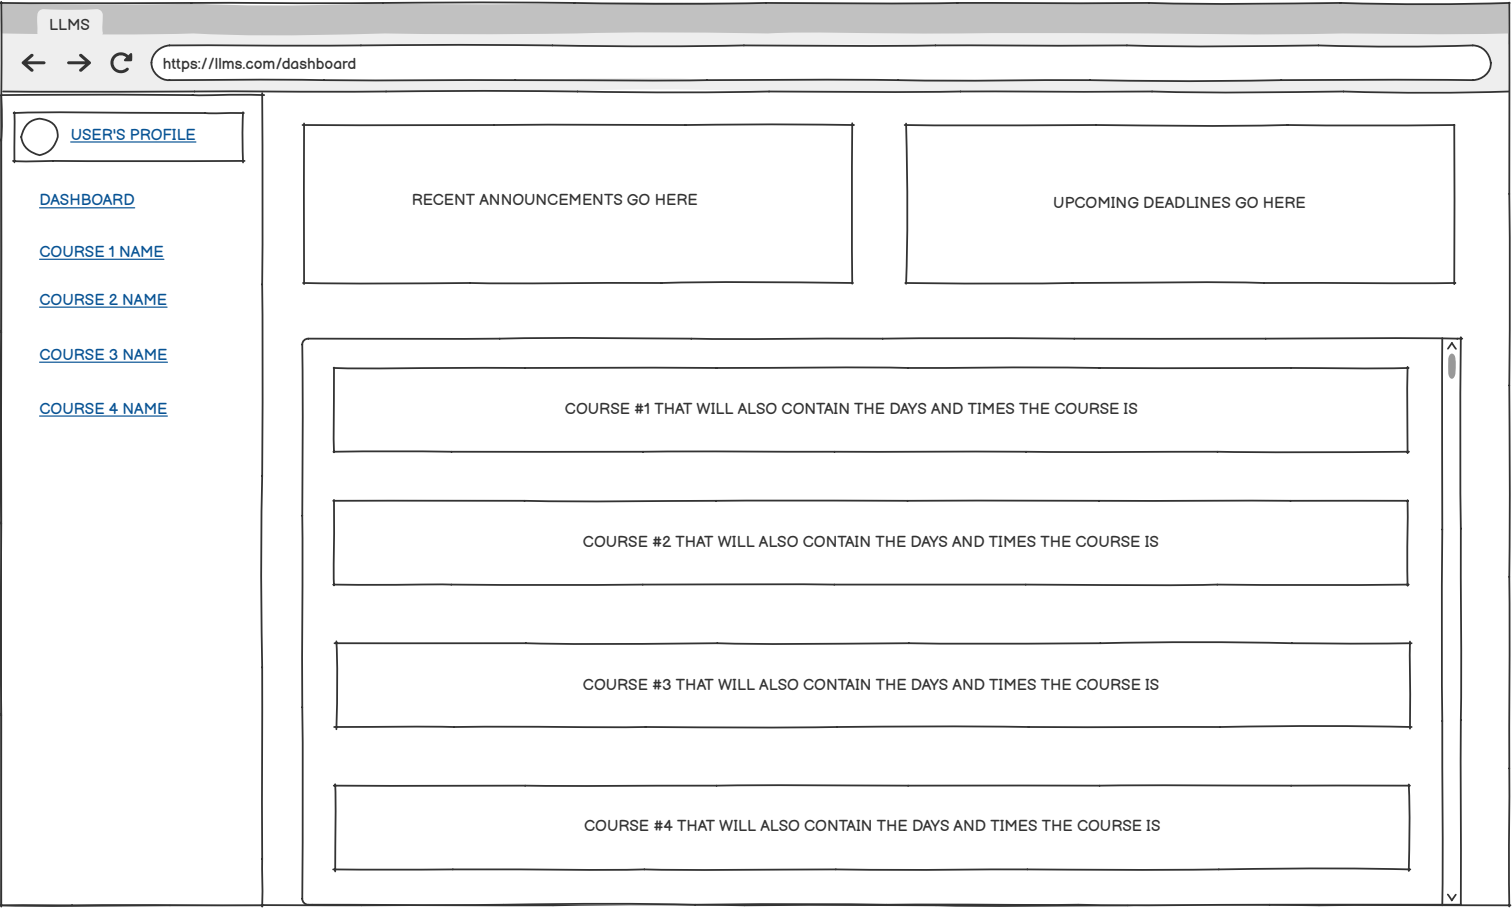 LLMS
https://llms.com/dashboard
USER'S PROFILE
DASHBOARD
COURSE 1 NAME
COURSE 2 NAME
COURSE 3 NAME
COURSE 4 NAME
RECENT ANNOUNCEMENTS GO HERE
UPCOMING DEADLINES GO HERE
COURSE #1 THAT WILL ALSO CONTAIN THE DAYS AND TIMES THE COURSE IS
COURSE #2 THAT WILL ALSO CONTAIN THE DAYS AND TIMES THE COURSE IS
COURSE #3 THAT WILL ALSO CONTAIN THE DAYS AND TIMES THE COURSE IS
COURSE #4 THAT WILL ALSO CONTAIN THE DAYS AND TIMES THE COURSE IS